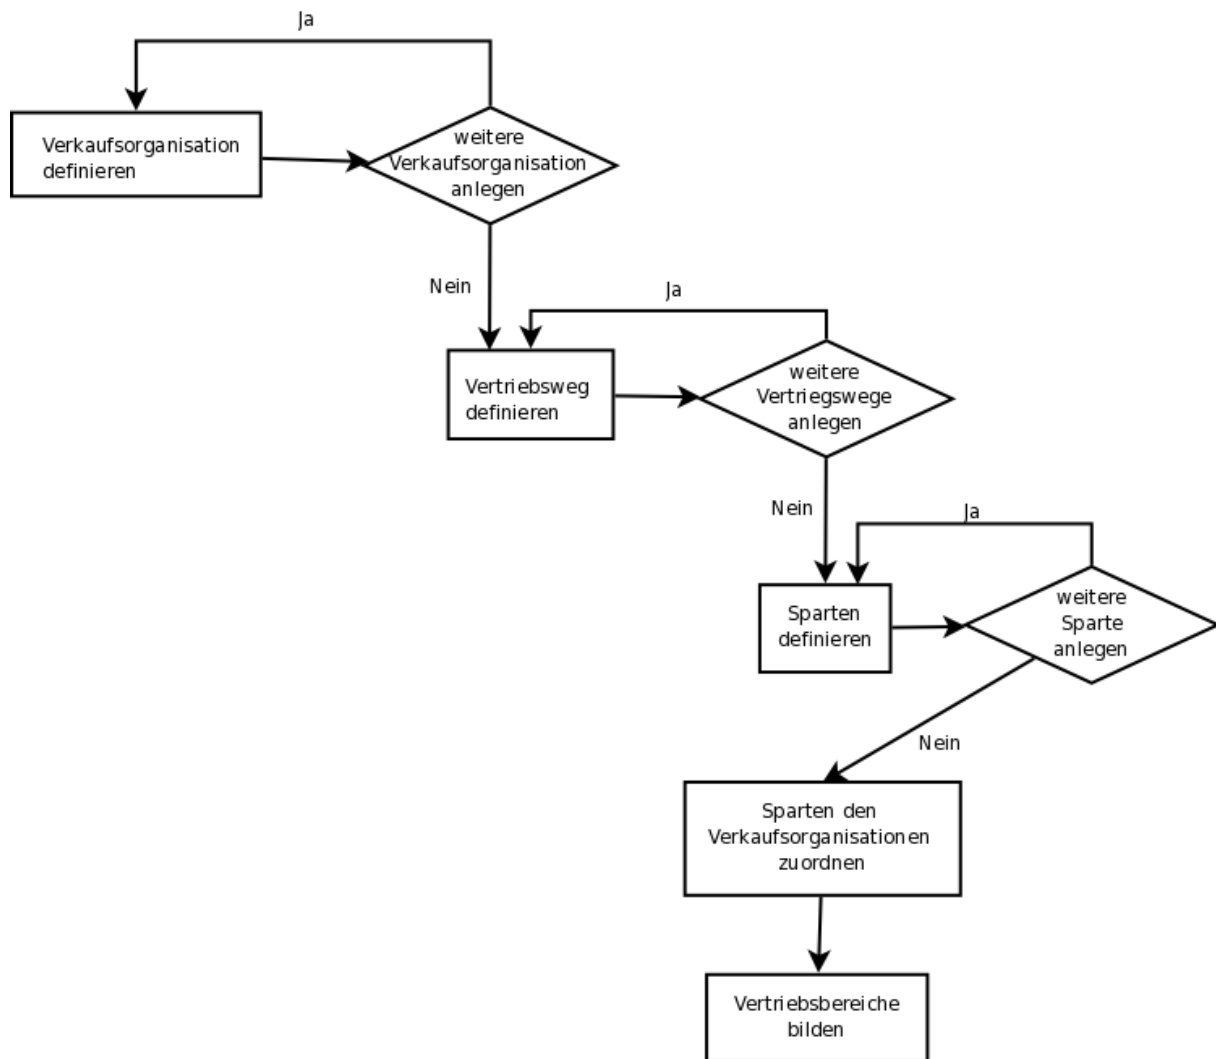 Ja
Verkaufsorganisation
definieren
weitere
Verkaufsorganisation
anlegen
Nein
Ja
Vertriebsweg
definieren
weitere
Vertriegswege
anlegen
Nein
Ja
Sparten
definieren
weitere
Sparte
anlegen
Nein
Sparten den
Verkaufsorganisationen
zuordnen
Vertriebsbereiche
bilden